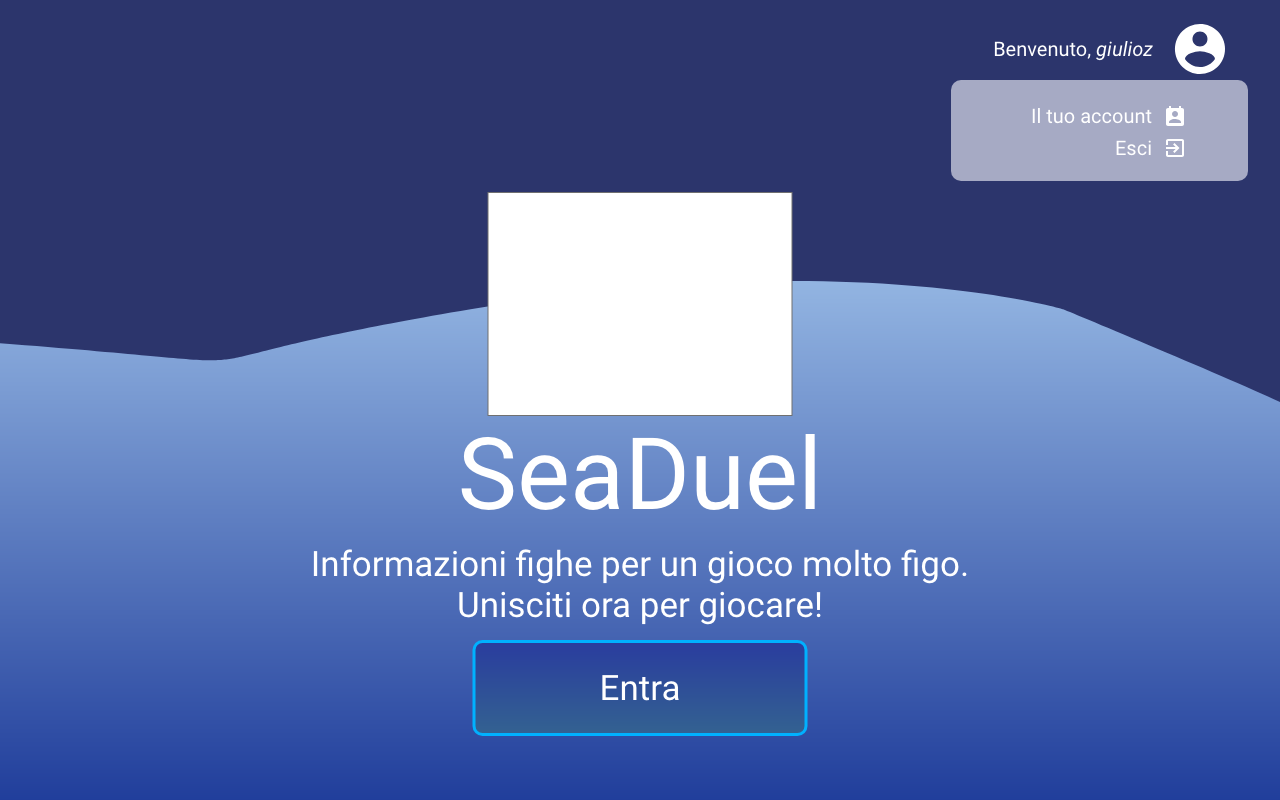 Benvenuto, giulioz
Il tuo account
Esci
SeaDuel
Informazioni fighe per un gioco molto figo.
Unisciti ora per giocare!
Entra